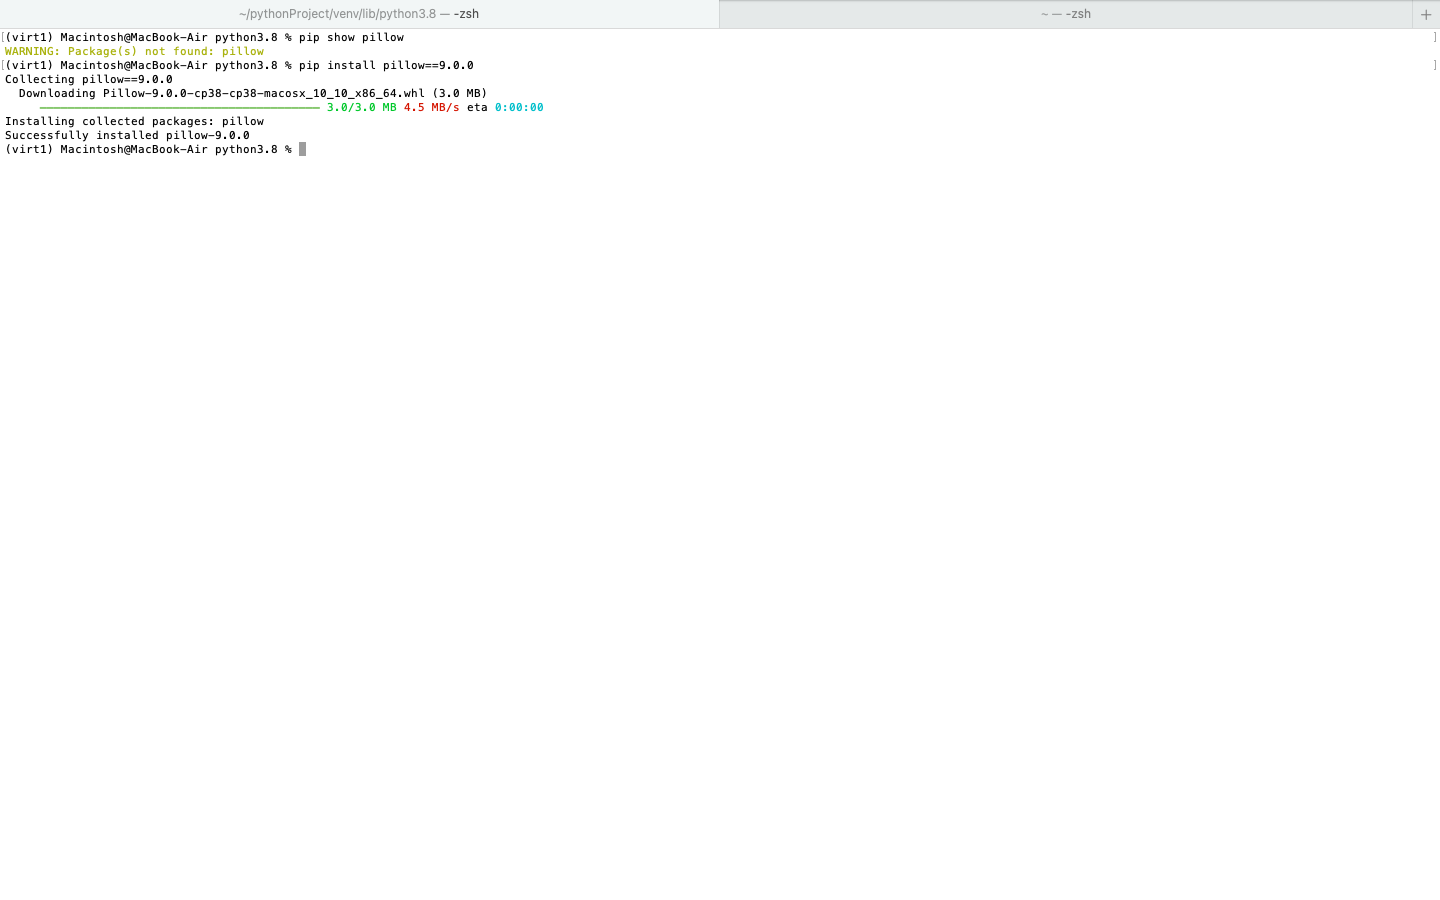 ~/pythonProject/venv/lib/python3.8 — -zsh
~ — -zsh
+
[(virt1) Macintosh@MacBook-Air python3.8 % pip show pillow ]
WARNING: Package(s) not found: pillow
[(virt1) Macintosh@MacBook-Air python3.8 % pip install pillow==9.0.0 ]
Collecting pillow==9.0.0
Downloading Pillow-9.0.0-cp38-cp38-macosx_10_10_x86_64.whl (3.0 MB)
3.0/3.0 MB 4.5 MB/s eta 0:00:00
Installing collected packages: pillow
Successfully installed pillow-9.0.0
(virt1) Macintosh@MacBook-Air python3.8 %